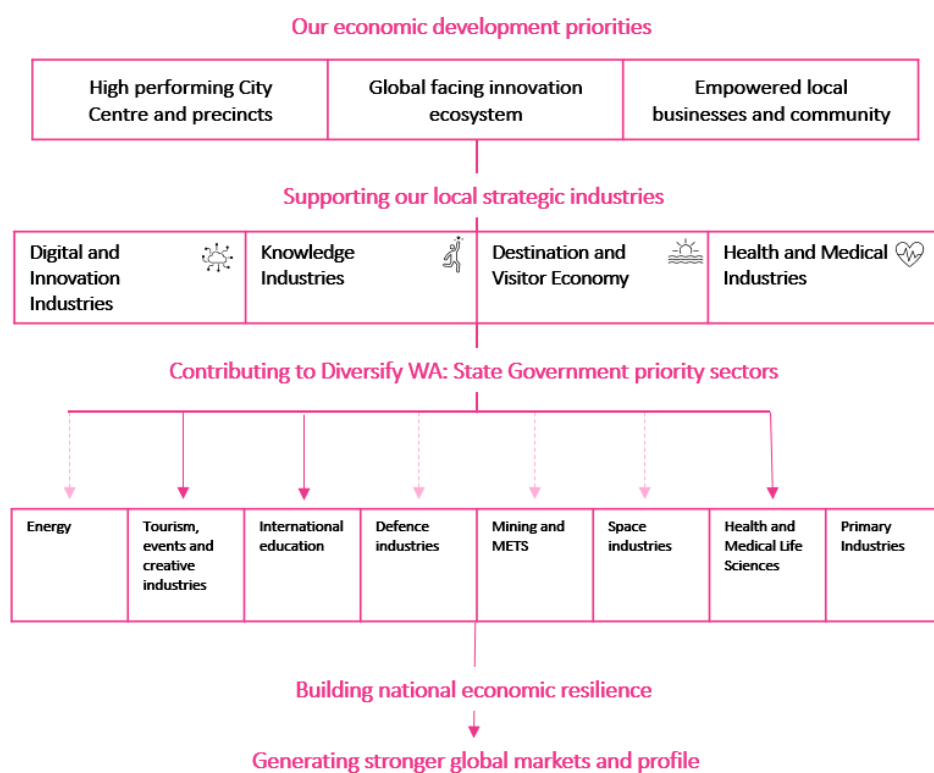 Our economic development priorities
High performing City
Centre and precincts
Global facing innovation
ecosystem
Empowered local
businesses and community
Supporting our local strategic industries
Digital and
Innovation
Industries
Knowledge
Industries
Destination and
Visitor Economy
Health and Medical
Industries
Contributing to Diversify WA: State Government priority sectors
Energy
Tourism,
events and
creative
industries
International
education
Defence
industries
Mining and
METS
Space
industries
Health and
Medical Life
Sciences
Primary
Industries
Building national economic resilience
Generating stronger global markets and profile